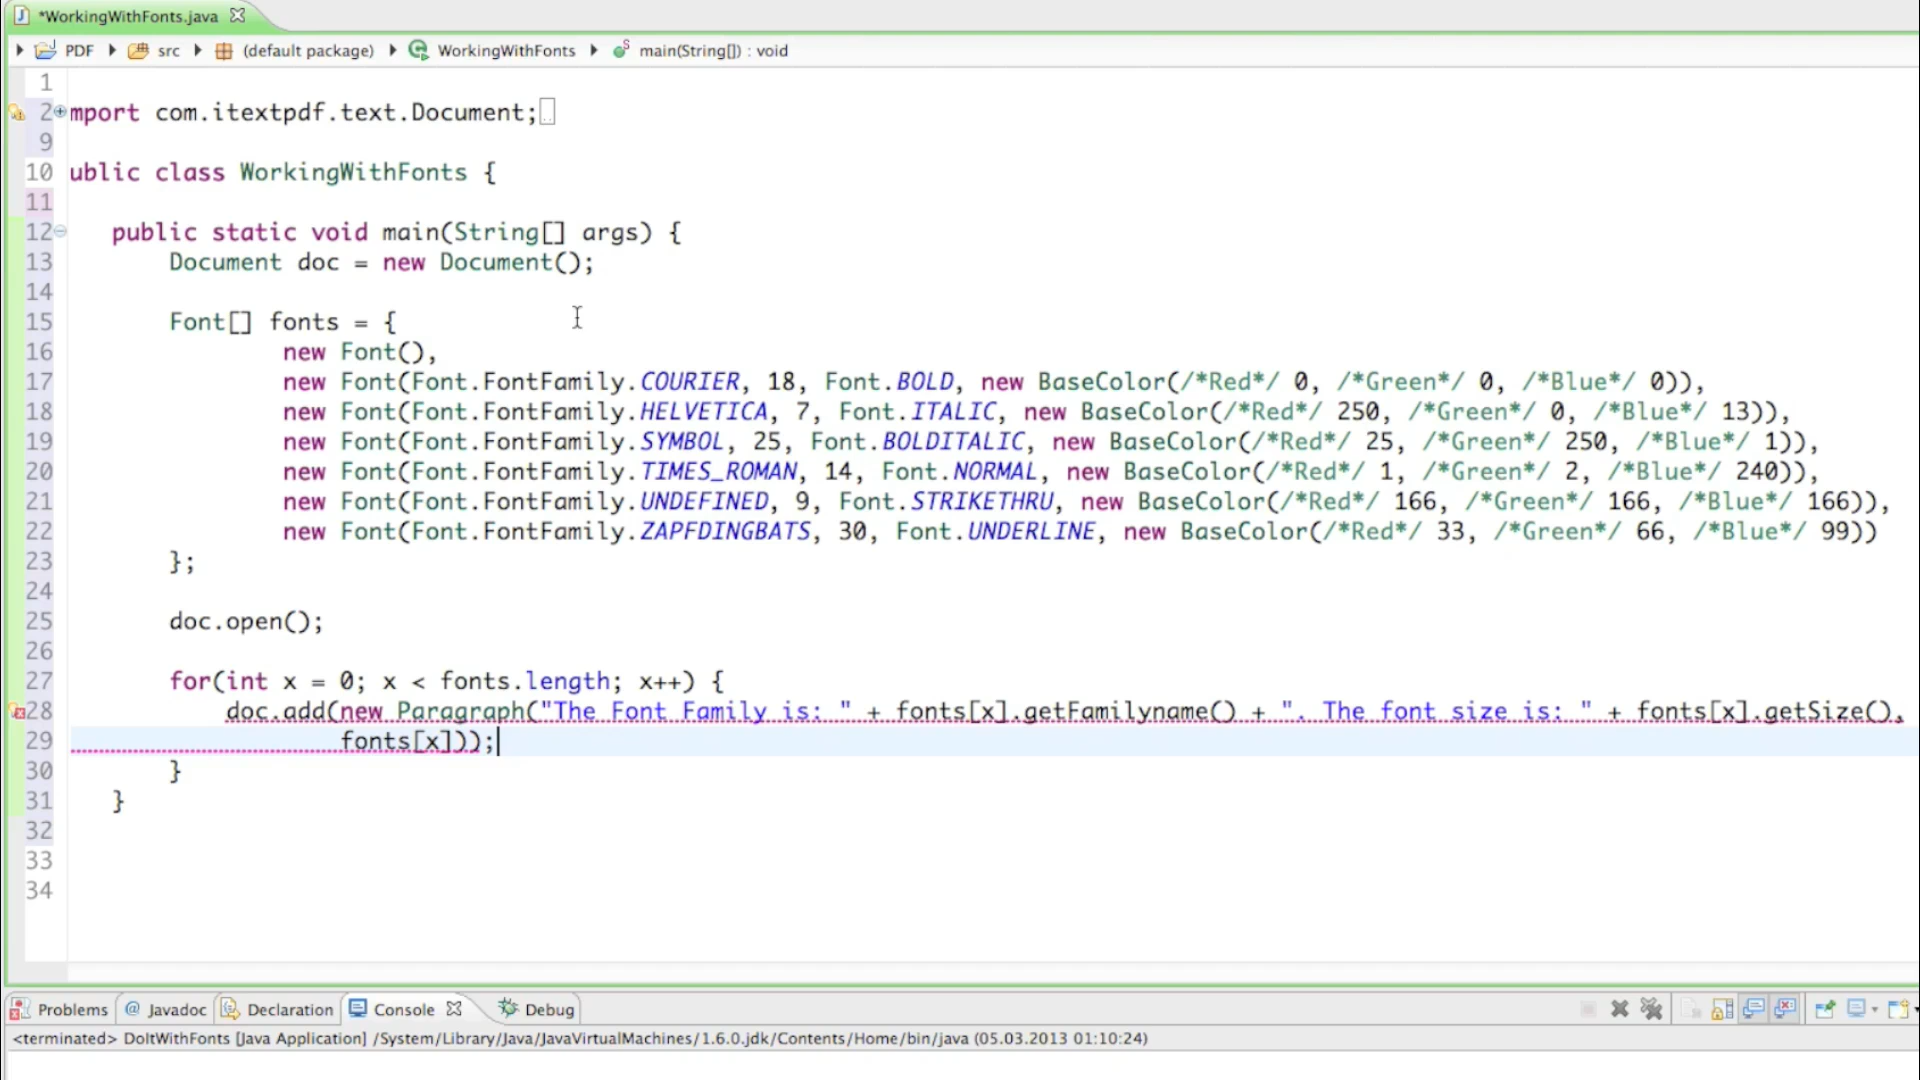 *WorkingWithFonts.java
PDF src (default package) WorkingWithFonts main(String[]) : void
1
2 mport com.itextpdf.text.Document;
9
10 ublic class WorkingWithFonts {
11
12 public static void main(String[] args) {
13 Document doc = new Document();
14
15 Font[] fonts = {
16 new Font(),
17 new Font(Font.FontFamily.COURIER, 18, Font.BOLD, new BaseColor(/*Red*/ 0, /*Green*/ 0, /*Blue*/ 0)),
18 new Font(Font.FontFamily.HELVETICA, 7, Font.ITALIC, new BaseColor(/*Red*/ 250, /*Green*/ 0, /*Blue*/ 13)),
19 new Font(Font.FontFamily.SYMBOL, 25, Font.BOLDITALIC, new BaseColor(/*Red*/ 25, /*Green*/ 250, /*Blue*/ 1)),
20 new Font(Font.FontFamily.TIMES_ROMAN, 14, Font.NORMAL, new BaseColor(/*Red*/ 1, /*Green*/ 2, /*Blue*/ 240)),
21 new Font(Font.FontFamily.UNDEFINED, 9, Font.STRIKETHRU, new BaseColor(/*Red*/ 166, /*Green*/ 166, /*Blue*/ 166)),
22 new Font(Font.FontFamily.ZAPFDINGBATS, 30, Font.UNDERLINE, new BaseColor(/*Red*/ 33, /*Green*/ 66, /*Blue*/ 99))
23 };
24
25 doc.open();
26
27 for(int x = 0; x < fonts.length; x++) {
28 doc.add(new Paragraph("The Font Family is: " + fonts[x].getFamilyname() + ". The font size is: " + fonts[x].getSize(),
29 fonts[x]));
30 }
31 }
32
33
34
Problems @ Javadoc Declaration Console Debug
<terminated> DoItWithFonts [Java Application] /System/Library/Java/JavaVirtualMachines/1.6.0.jdk/Contents/Home/bin/java (05.03.2013 01:10:24)